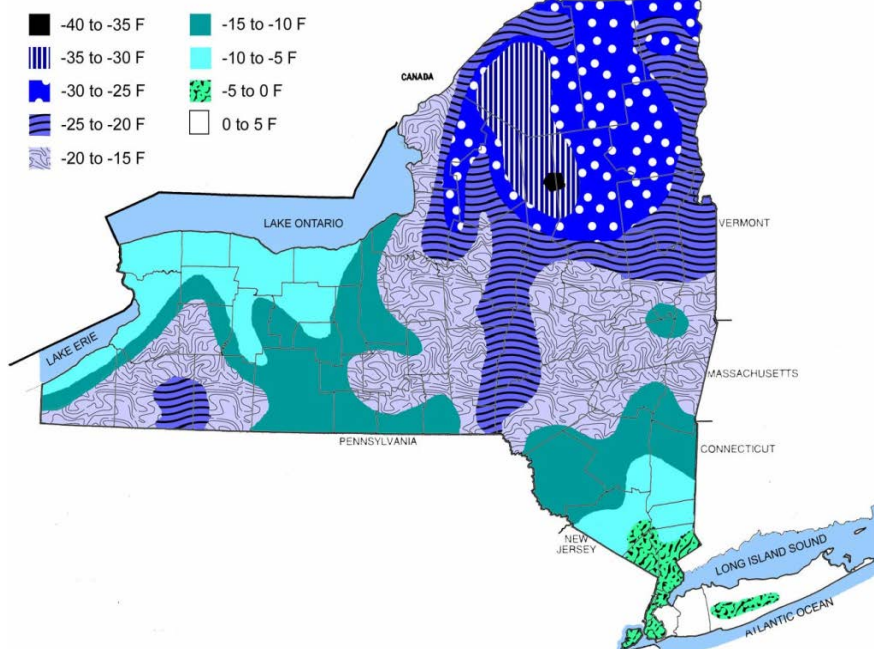 -40 to -35 F
-35 to -30 F
-30 to -25 F
-25 to -20 F
-20 to -15 F
-15 to -10 F
-10 to -5 F
-5 to 0 F
0 to 5 F
CANADA
LAKE ONTARIO
VERMONT
LAKE ERIE
MASSACHUSETTS
PENNSYLVANIA
CONNECTICUT
NEW
JERSEY
LONG ISLAND SOUND
ATLANTIC OCEAN